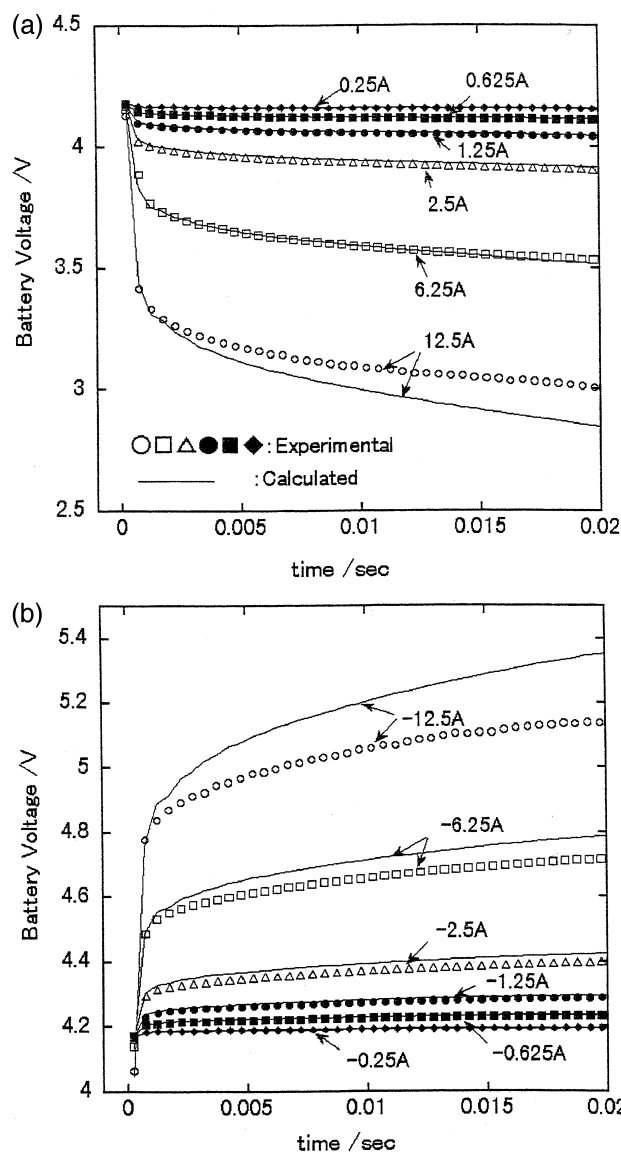 (a)
4.5
4
3.5
3
2.5
Battery Voltage /V
0.25A
0.625A
1.25A
2.5A
6.25A
12.5A
: Experimental
: Calculated
0
0.005
0.01
0.015
0.02
time /sec
(b)
5.4
5.2
5
4.8
4.6
4.4
4.2
4
Battery Voltage /V
-12.5A
-6.25A
-2.5A
-1.25A
-0.625A
-0.25A
0
0.005
0.01
0.015
0.02
time /sec